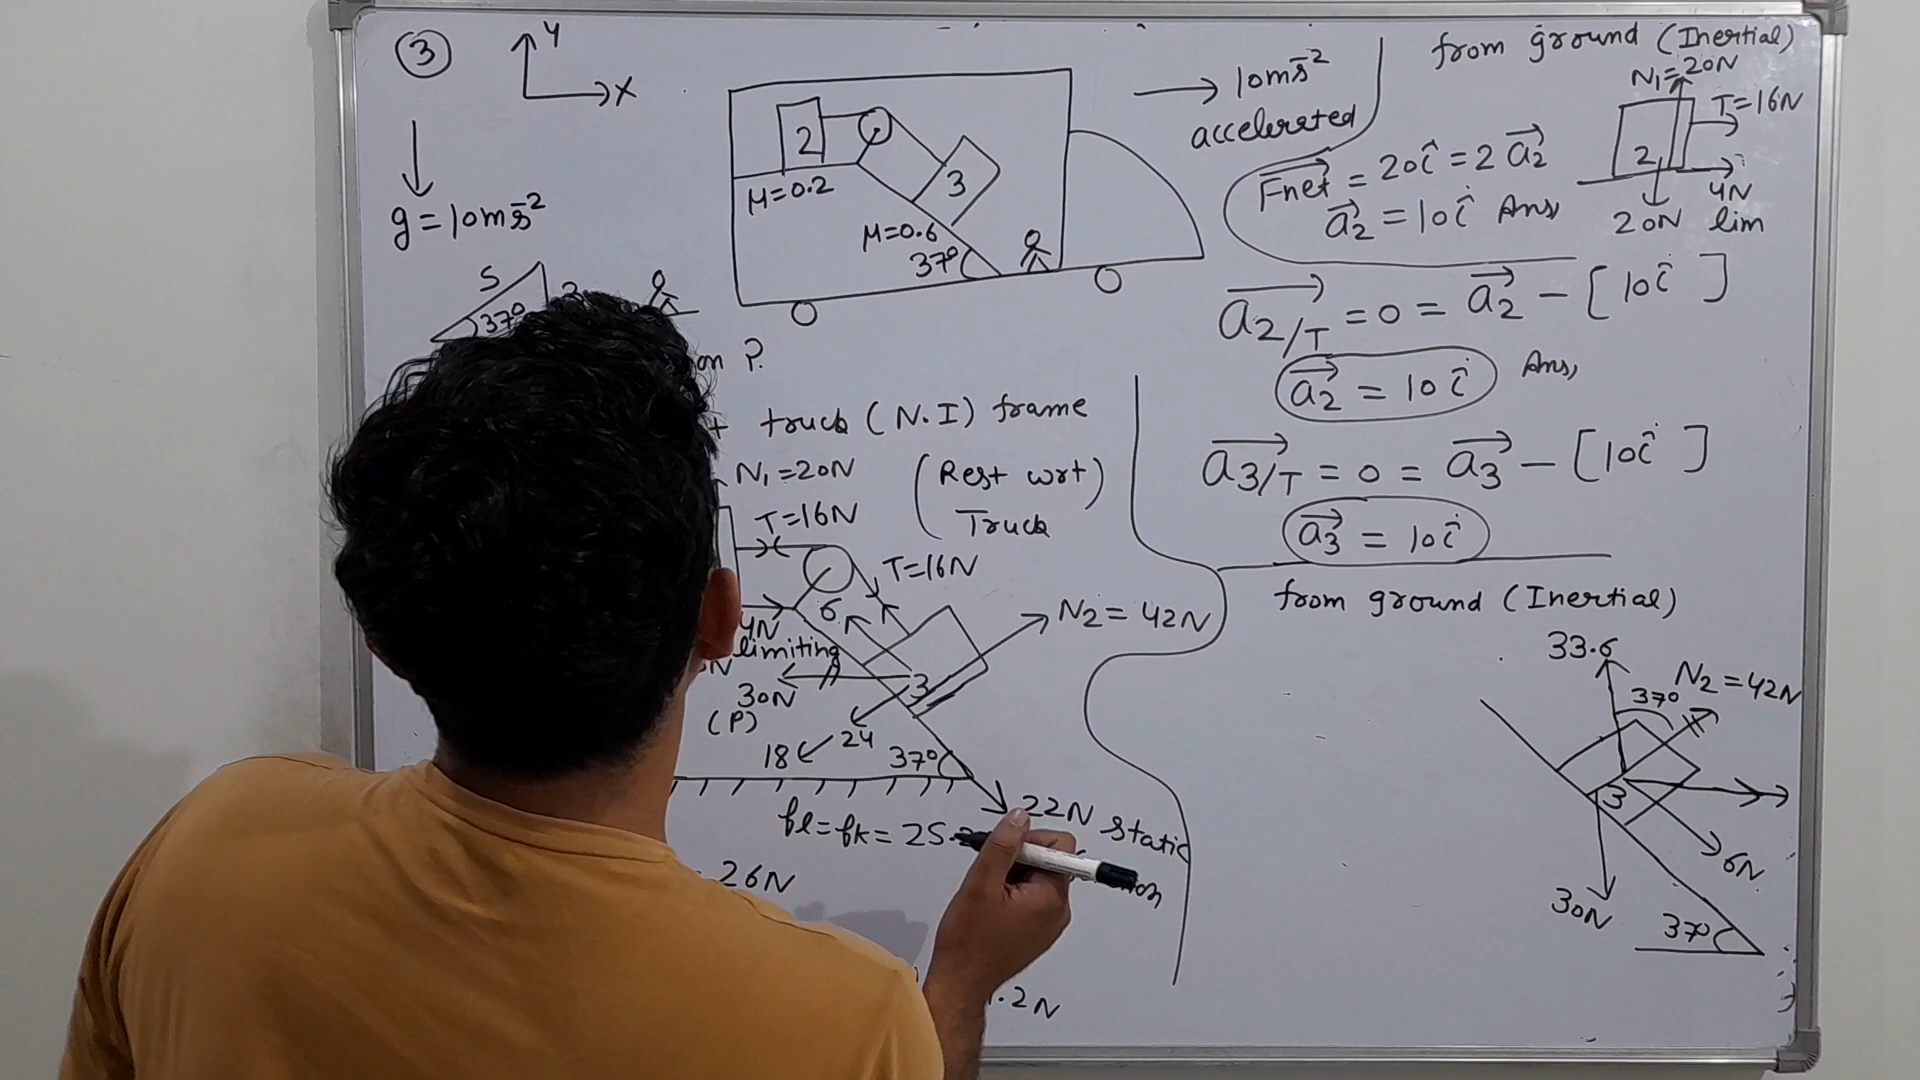 3
Y
X
g = 10ms⁻²
5
3
37°
on ?
2
μ = 0.2
3
μ = 0.6
37°
10ms⁻²
accelerated
truck (N.I) frame
N₁ = 20N
(Rest wrt
Truck)
T = 16N
T = 16N
6
N₂ = 42N
4N
limiting
30N
(P)
3
24
18
37°
22N static
fl = fk = 25.
26N
.2N
from ground (Inertial)
N₁ = 20N
T = 16N
2
4N
20N lim
Fnet = 20î = 2 a₂
a₂ = 10î Ans,
a₂/T = 0 = a₂ - [10î]
a₂ = 10î Ans,
a₃/T = 0 = a₃ - [10î]
a₃ = 10î
from ground (Inertial)
33.6
N₂ = 42N
37°
3
6N
30N
37°